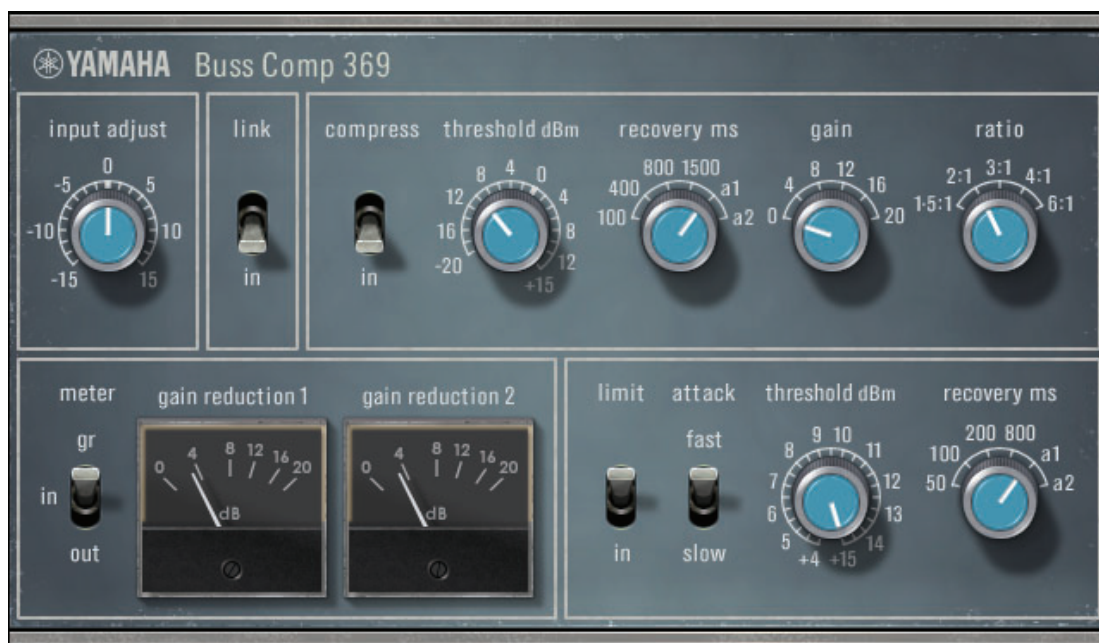 YAMAHA Buss Comp 369
input adjust
0
-5 5
-10 10
-15 15
link
in
compress
in
threshold dBm
4 0
8 4
12 8
16 12
-20 +15
recovery ms
800 1500
400 a1
100 a2
gain
8 12
4 16
0 20
ratio
3:1
2:1 4:1
1·5:1 6:1
meter
gr
in
out
gain reduction 1
0 4 8 12 16 20
dB
gain reduction 2
0 4 8 12 16 20
dB
limit
in
attack
fast
slow
threshold dBm
9 10
8 11
7 12
6 13
5 14
+4 +15
recovery ms
200 800
100 a1
50 a2